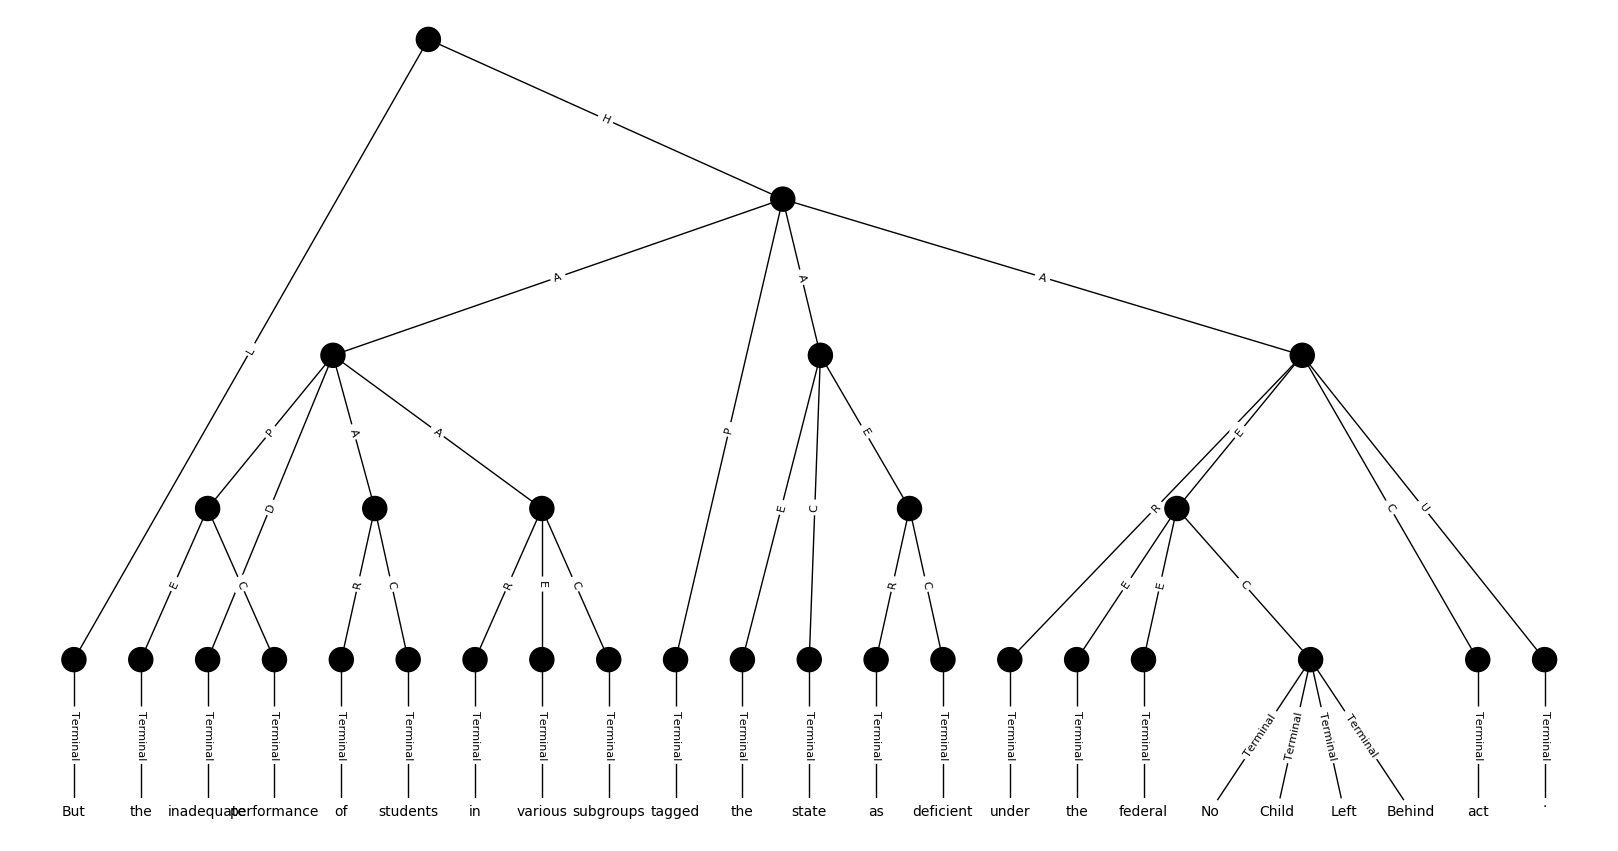 H
A A A
L
P D A A P E C E R E C U
E C R C R E C R C E E C
Terminal Terminal Terminal Terminal Terminal Terminal Terminal Terminal Terminal Terminal Terminal Terminal Terminal Terminal Terminal Terminal Terminal Terminal Terminal Terminal Terminal Terminal Terminal
But the inadequate performance of students in various subgroups tagged the state as deficient under the federal No Child Left Behind act .